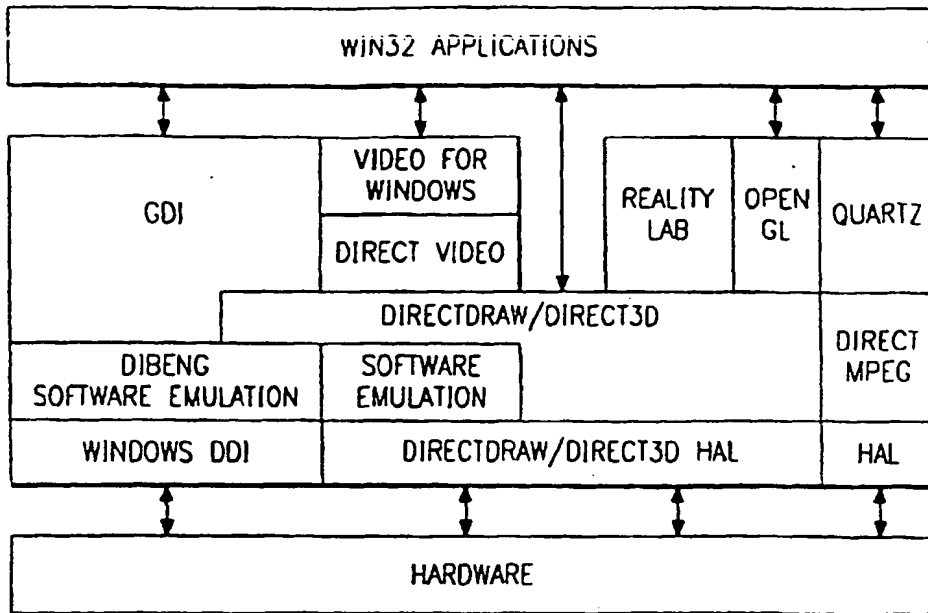 WIN32 APPLICATIONS
GDI
VIDEO FOR
WINDOWS
DIRECT VIDEO
REALITY
LAB
OPEN
GL
QUARTZ
DIRECTDRAW/DIRECT3D
DIRECT
MPEG
DIBENG
SOFTWARE EMULATION
SOFTWARE
EMULATION
WINDOWS DDI
DIRECTDRAW/DIRECT3D HAL
HAL
HARDWARE